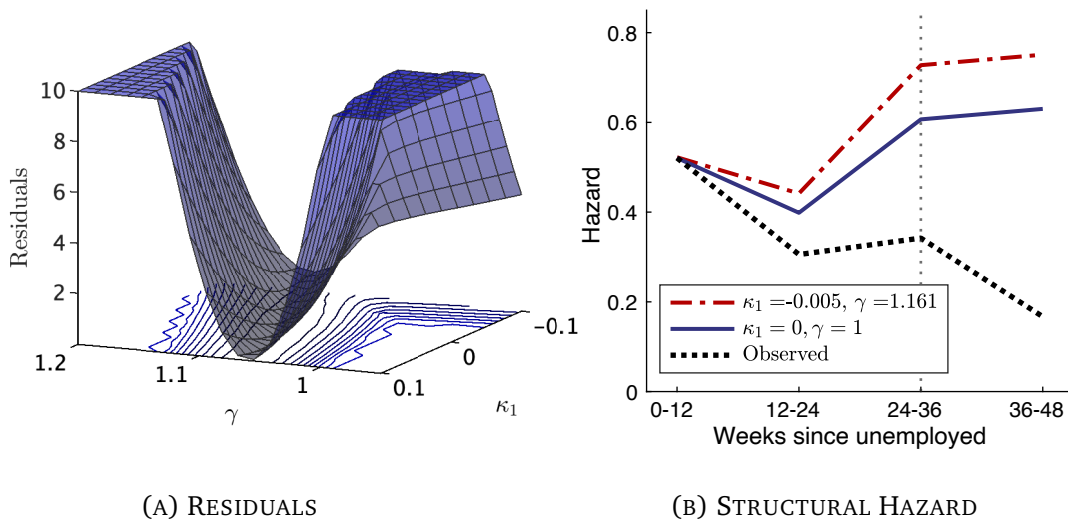 10
8
6
4
2
Residuals
1.2
1.1
1
γ
0.1
0
−0.1
κ1
0.8
0.6
0.4
0.2
0
Hazard
κ1 =-0.005, γ =1.161
κ1 = 0, γ = 1
Observed
0-12 12-24 24-36 36-48
Weeks since unemployed
(A) RESIDUALS
(B) STRUCTURAL HAZARD